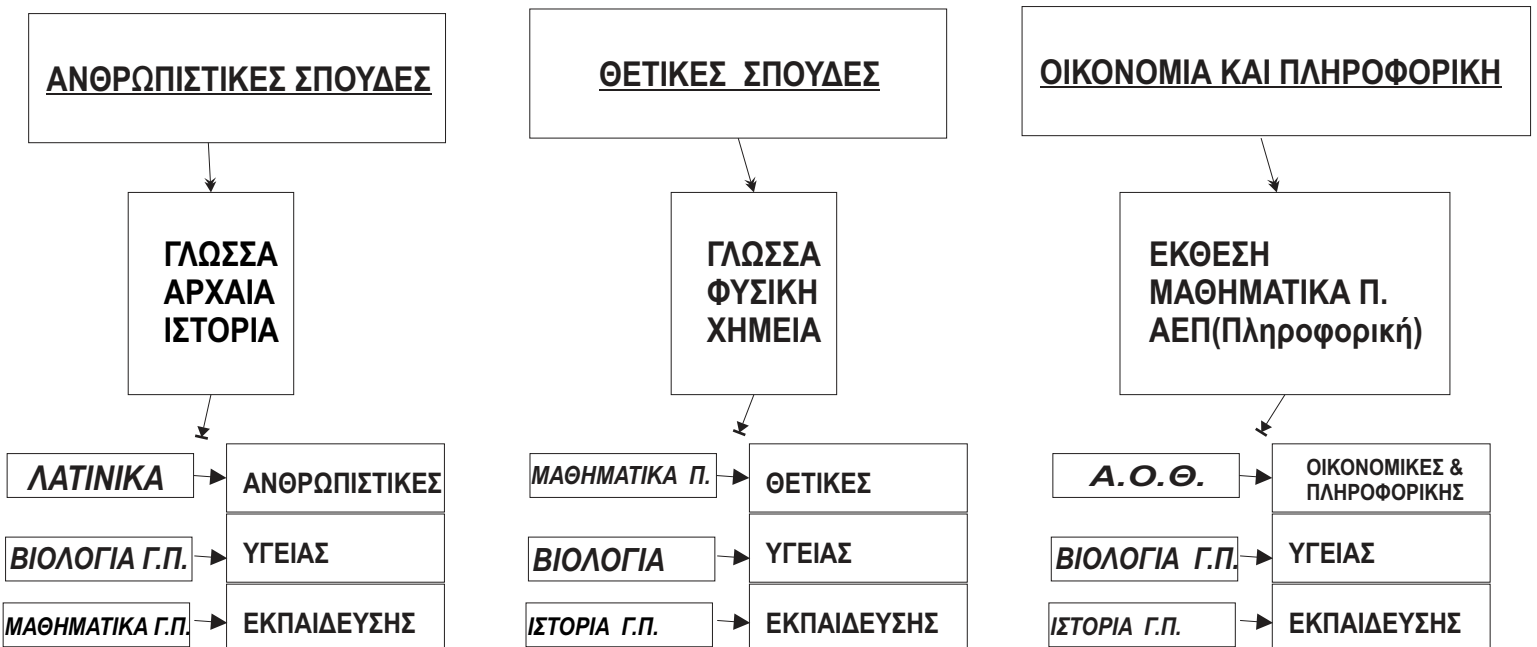 ΑΝΘΡΩΠΙΣΤΙΚΕΣ ΣΠΟΥΔΕΣ
ΓΛΩΣΣΑ
ΑΡΧΑΙΑ
ΙΣΤΟΡΙΑ
ΛΑΤΙΝΙΚΑ
ΑΝΘΡΩΠΙΣΤΙΚΕΣ
ΒΙΟΛΟΓΙΑ Γ.Π.
ΥΓΕΙΑΣ
ΜΑΘΗΜΑΤΙΚΑ Γ.Π.
ΕΚΠΑΙΔΕΥΣΗΣ
ΘΕΤΙΚΕΣ ΣΠΟΥΔΕΣ
ΓΛΩΣΣΑ
ΦΥΣΙΚΗ
ΧΗΜΕΙΑ
ΜΑΘΗΜΑΤΙΚΑ Π.
ΘΕΤΙΚΕΣ
ΒΙΟΛΟΓΙΑ
ΥΓΕΙΑΣ
ΙΣΤΟΡΙΑ Γ.Π.
ΕΚΠΑΙΔΕΥΣΗΣ
ΟΙΚΟΝΟΜΙΑ ΚΑΙ ΠΛΗΡΟΦΟΡΙΚΗ
ΕΚΘΕΣΗ
ΜΑΘΗΜΑΤΙΚΑ Π.
ΑΕΠ(Πληροφορική)
Α.Ο.Θ.
ΟΙΚΟΝΟΜΙΚΕΣ &
ΠΛΗΡΟΦΟΡΙΚΗΣ
ΒΙΟΛΟΓΙΑ Γ.Π.
ΥΓΕΙΑΣ
ΙΣΤΟΡΙΑ Γ.Π.
ΕΚΠΑΙΔΕΥΣΗΣ